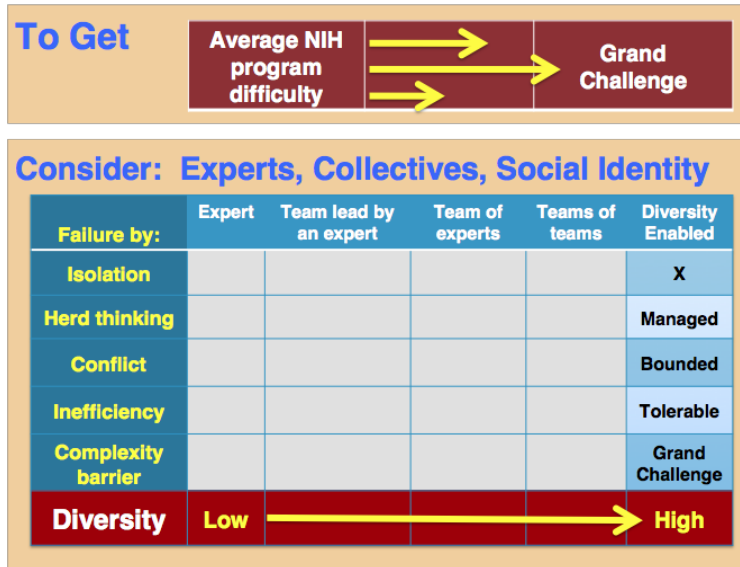 To Get
Average NIH
program
difficulty
Grand
Challenge
Consider: Experts, Collectives, Social Identity
Failure by:
Expert
Team lead by
an expert
Team of
experts
Teams of
teams
Diversity
Enabled
Isolation
X
Herd thinking
Managed
Conflict
Bounded
Inefficiency
Tolerable
Complexity
barrier
Grand
Challenge
Diversity
Low
High